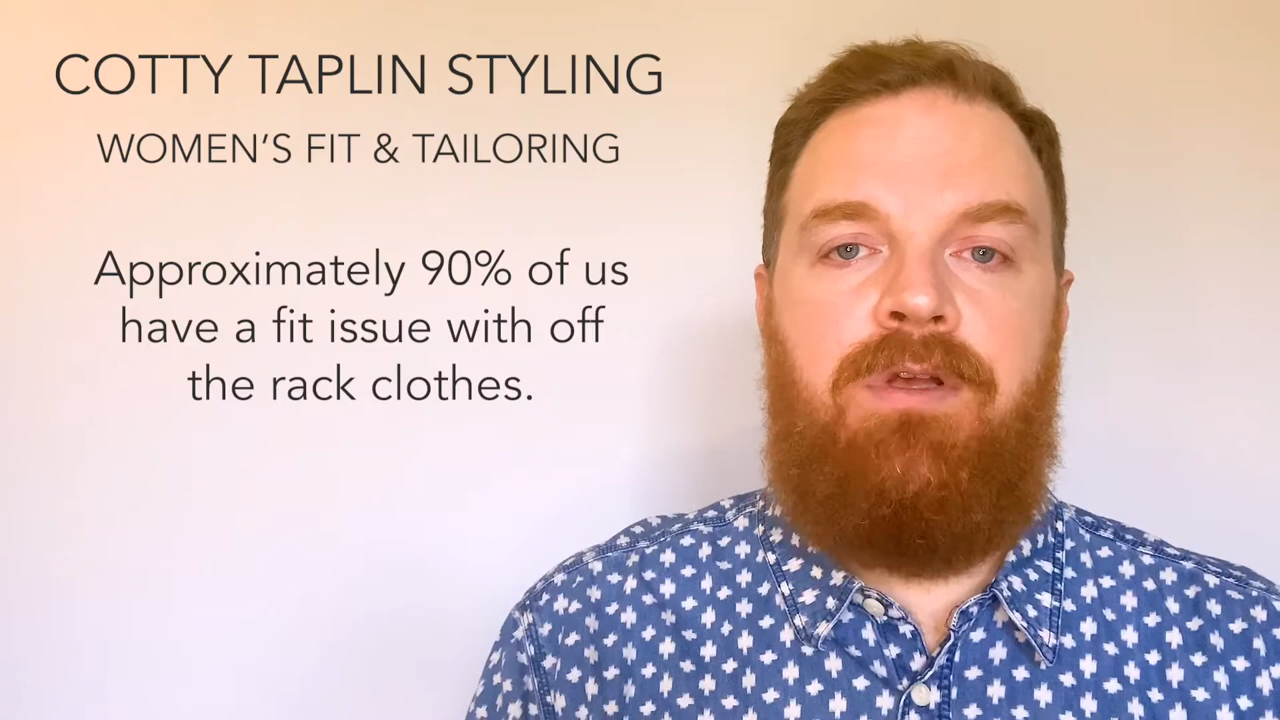 COTTY TAPLIN STYLING
WOMEN’S FIT & TAILORING
Approximately 90% of us
have a fit issue with off
the rack clothes.